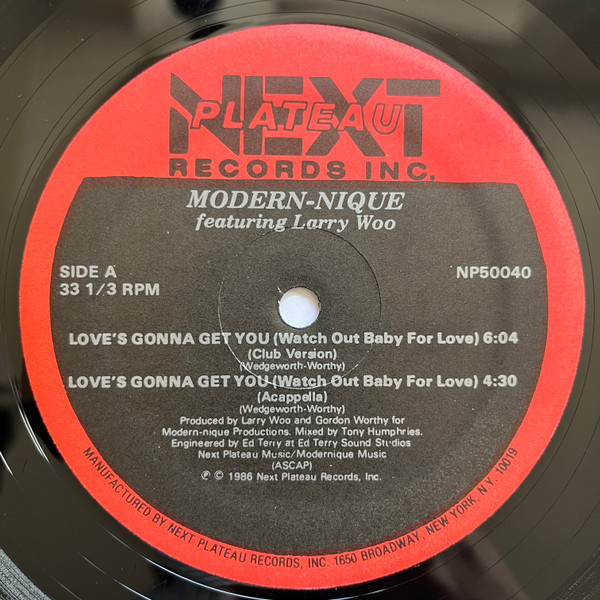 NEXT
PLATEAU
RECORDS INC.
MODERN-NIQUE
featuring Larry Woo
SIDE A
33 1/3 RPM
NP50040
LOVE'S GONNA GET YOU (Watch Out Baby For Love) 6:04
(Club Version)
(Wedgeworth-Worthy)
LOVE'S GONNA GET YOU (Watch Out Baby For Love) 4:30
(Acappella)
(Wedgeworth-Worthy)
Produced by Larry Woo and Gordon Worthy for
Modern-nique Productions. Mixed by Tony Humphries.
Engineered by Ed Terry at Ed Terry Sound Studios
Next Plateau Music/Modernique Music
(ASCAP)
℗ © 1986 Next Plateau Records, Inc.
MANUFACTURED BY NEXT PLATEAU RECORDS, INC. 1650 BROADWAY, NEW YORK, N.Y. 10019